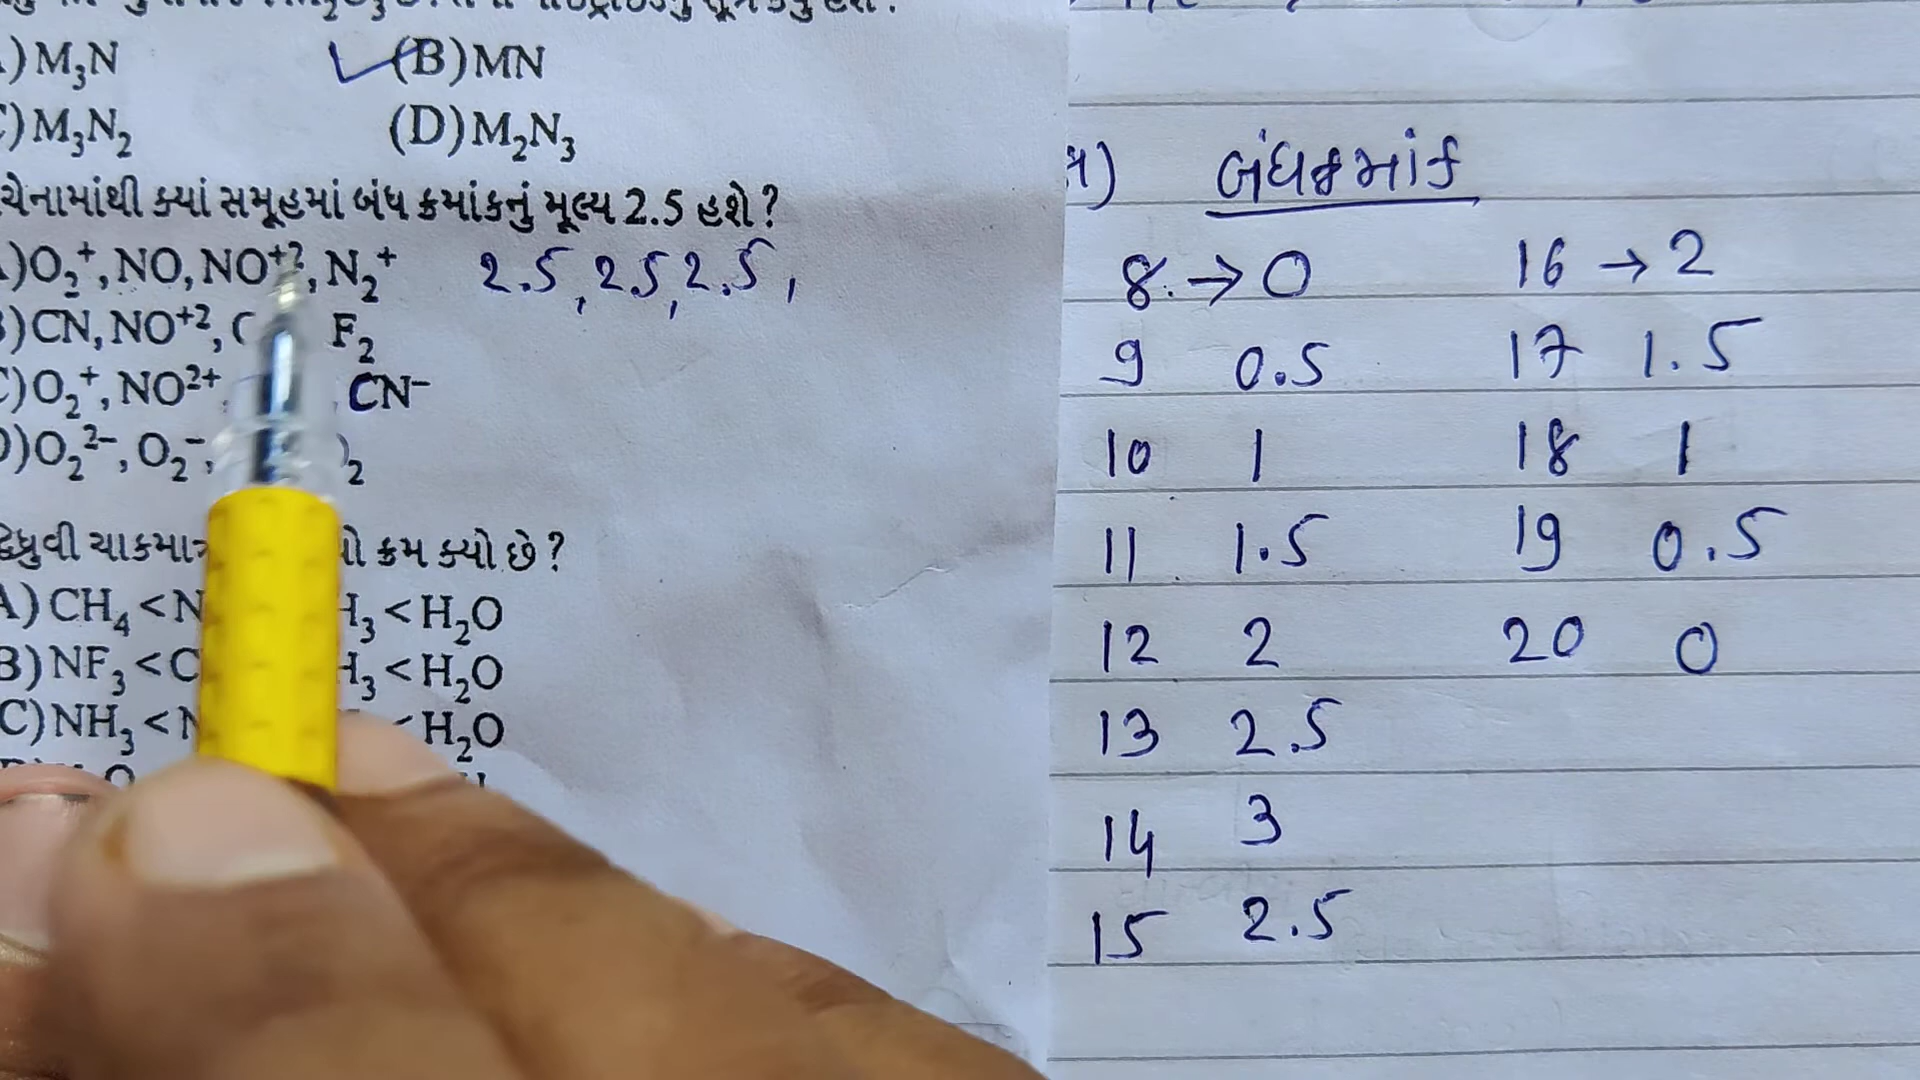 )M₃N (B)MN
)M₃N₂ (D)M₂N₃
ક્યાં સમૂહમાં બંધ ક્રમાંકનું મૂલ્ય 2.5 હશે?
)O₂⁺,NO,NO⁺²,N₂⁺ 2.5, 2.5, 2.5,
)CN,NO⁺², F₂
)O₂⁺,NO²⁺ CN⁻
)O₂²⁻,O₂⁻,
ક્રમ ક્યો છે?
A)CH₄<N H₃<H₂O
B)NF₃<C H₃<H₂O
C)NH₃<N <H₂O
બંધક્રમાંક
8. → 0 16 → 2
9 0.5 17 1.5
10 1 18 1
11 1.5 19 0.5
12 2 20 0
13 2.5
14 3
15 2.5